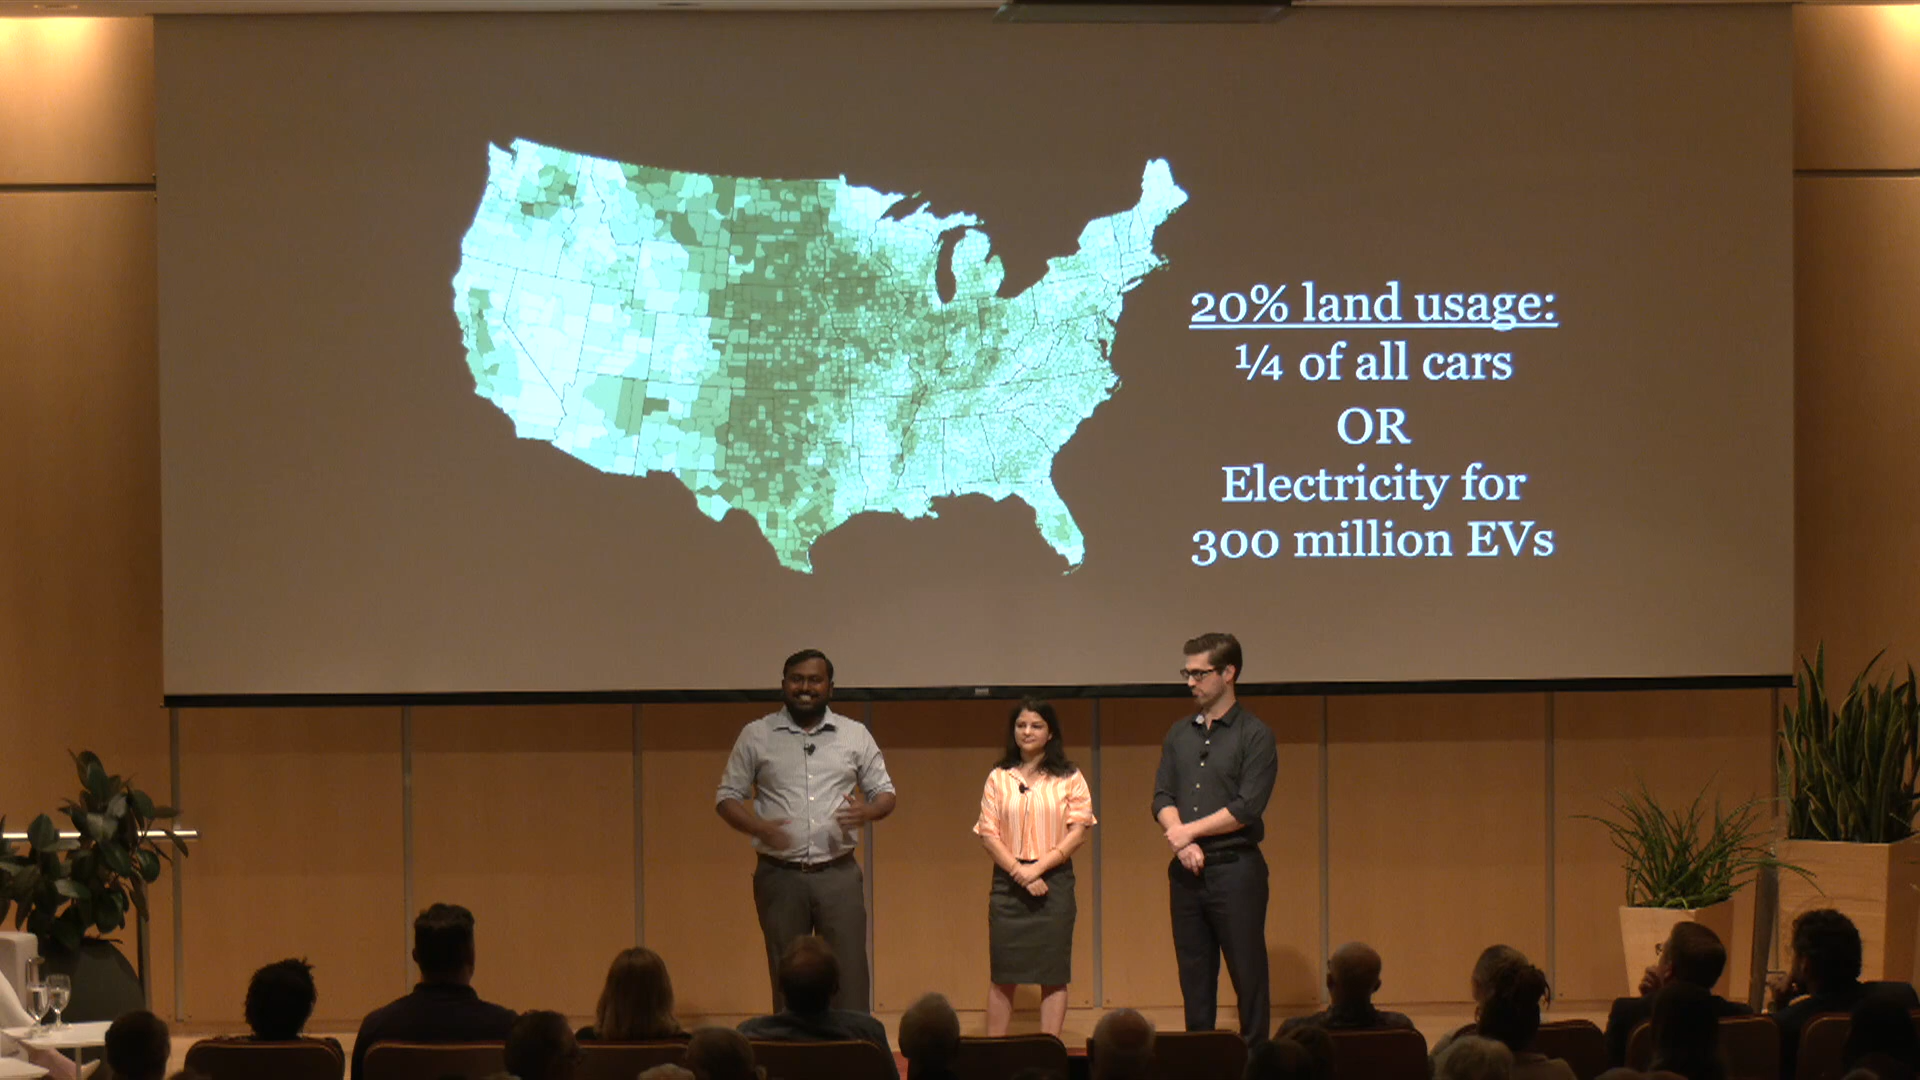 20% land usage:
¼ of all cars
OR
Electricity for
300 million EVs